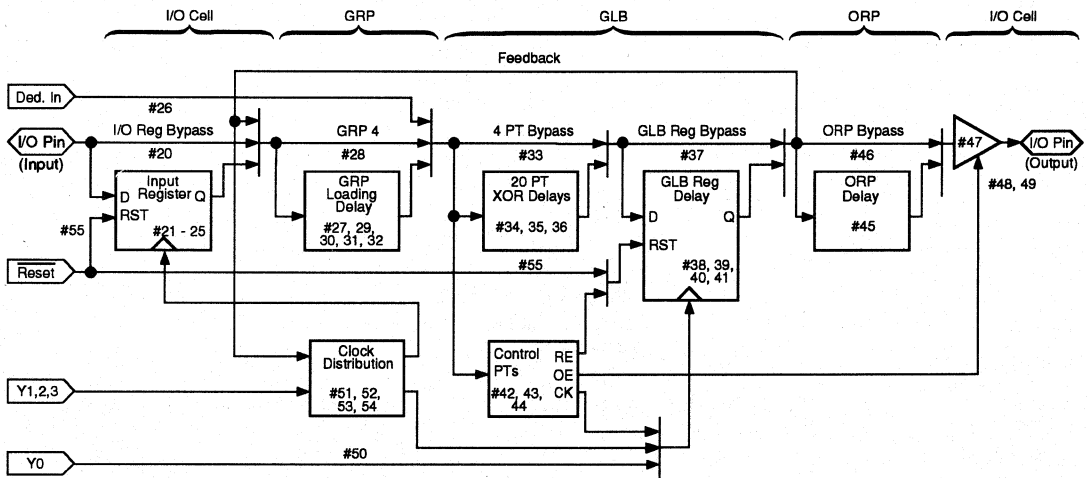 I/O Cell
GRP
GLB
ORP
I/O Cell
Feedback
Ded. In
#26
I/O Reg Bypass
GRP 4
4 PT Bypass
GLB Reg Bypass
ORP Bypass
I/O Pin
(Input)
#20
#28
#33
#37
#46
#47
I/O Pin
(Output)
#48, 49
Input
Register
D
Q
RST
#21 - 25
GRP
Loading
Delay
#27, 29,
30, 31, 32
20 PT
XOR Delays
#34, 35, 36
GLB Reg
Delay
D
Q
RST
#38, 39,
40, 41
ORP
Delay
#45
#55
Reset
#55
Clock
Distribution
#51, 52,
53, 54
Control
PTs
RE
OE
CK
#42, 43,
44
Y1,2,3
Y0
#50